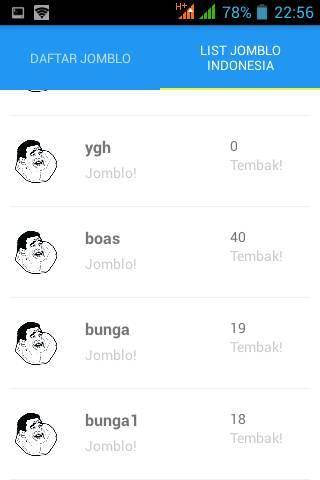 H+ 78% 22:56
DAFTAR JOMBLO
LIST JOMBLO
INDONESIA
ygh 0
Jomblo! Tembak!
boas 40
Jomblo! Tembak!
bunga 19
Jomblo! Tembak!
bunga1 18
Jomblo! Tembak!